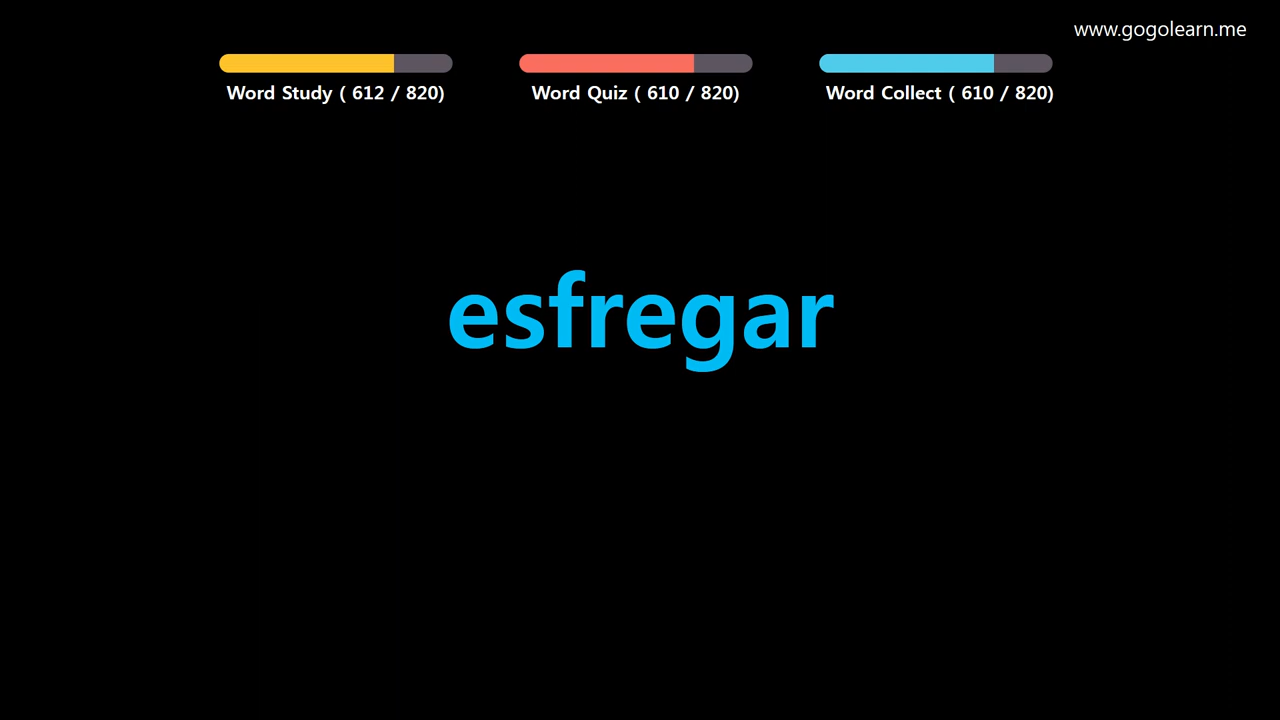 www.gogolearn.me
Word Study ( 612 / 820)
Word Quiz ( 610 / 820)
Word Collect ( 610 / 820)
esfregar